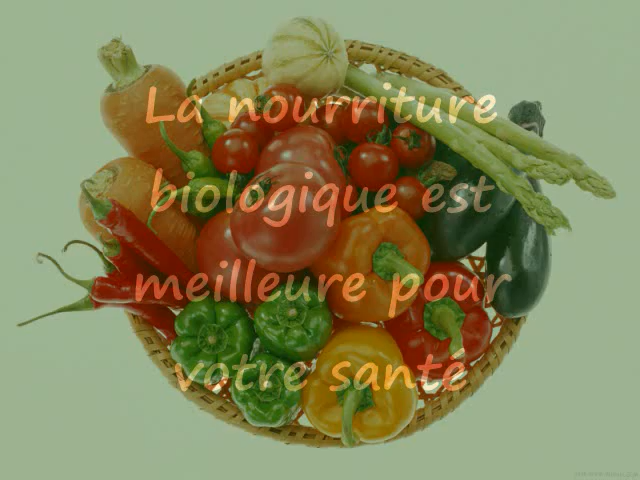 La nourriture
biologique est
meilleure pour
votre santé